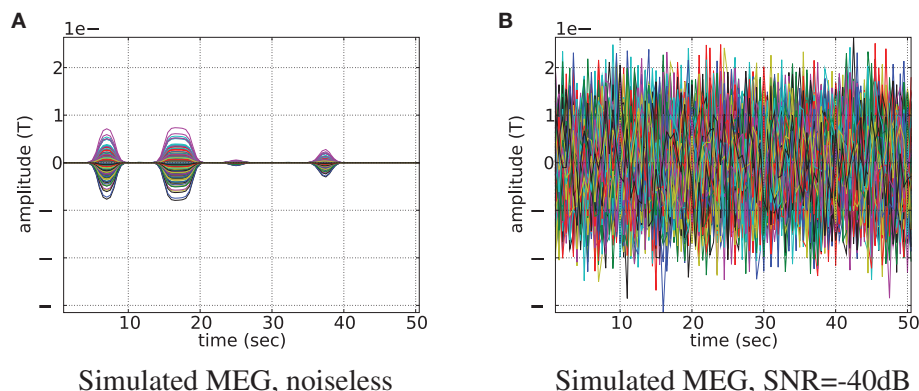 A
1e−
2
1
0
−
−
−
amplitude (T)
10 20 30 40 50
time (sec)
Simulated MEG, noiseless
B
1e−
2
1
0
−
−
−
amplitude (T)
10 20 30 40 50
time (sec)
Simulated MEG, SNR=-40dB